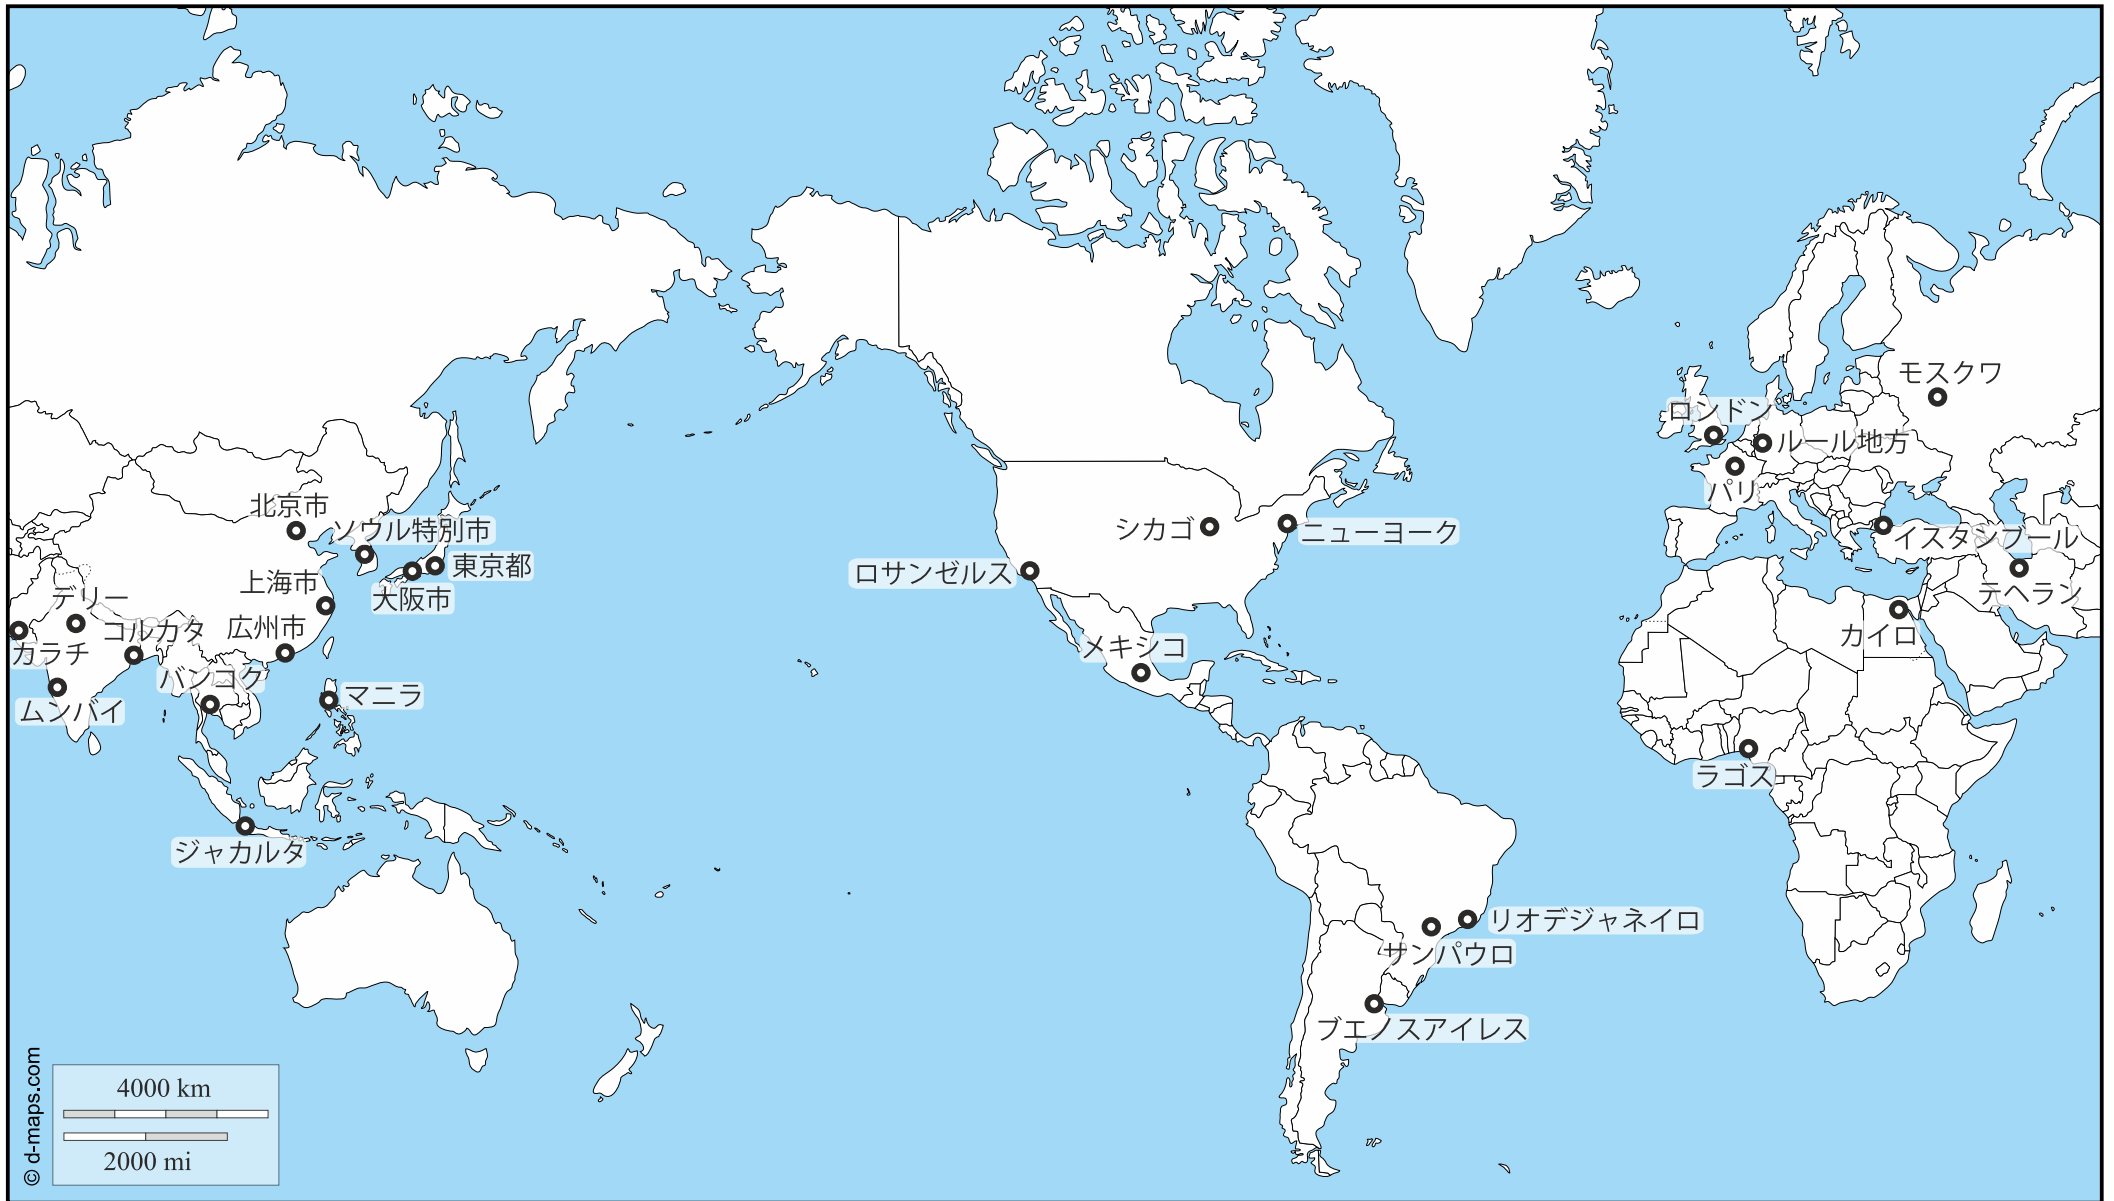 モスクワ
ロンドン
ルール地方
パリ
北京市
ソウル特別市
シカゴ
ニューヨーク
イスタンブール
東京都
ロサンゼルス
上海市
大阪市
テヘラン
デリー
コルカタ
広州市
カイロ
カラチ
メキシコ
バンコク
マニラ
ムンバイ
ラゴス
ジャカルタ
リオデジャネイロ
サンパウロ
ブエノスアイレス
4000 km
2000 mi
© d-maps.com